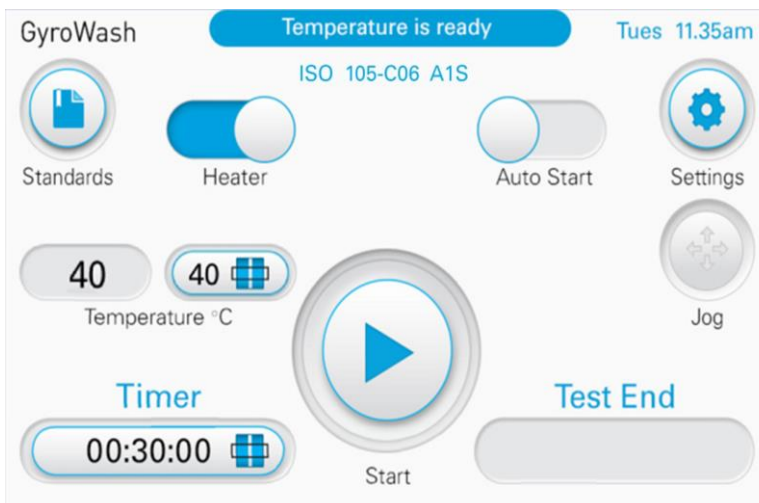 GyroWash
Temperature is ready
Tues 11.35am
ISO 105-C06 A1S
Standards
Heater
Auto Start
Settings
40
40
Temperature °C
Jog
Timer
Test End
00:30:00
Start